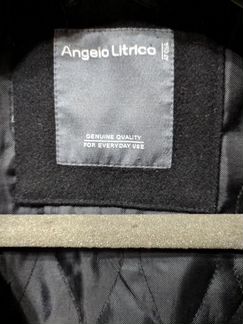 Angelo Litrico
GENUINE QUALITY
FOR EVERYDAY USE